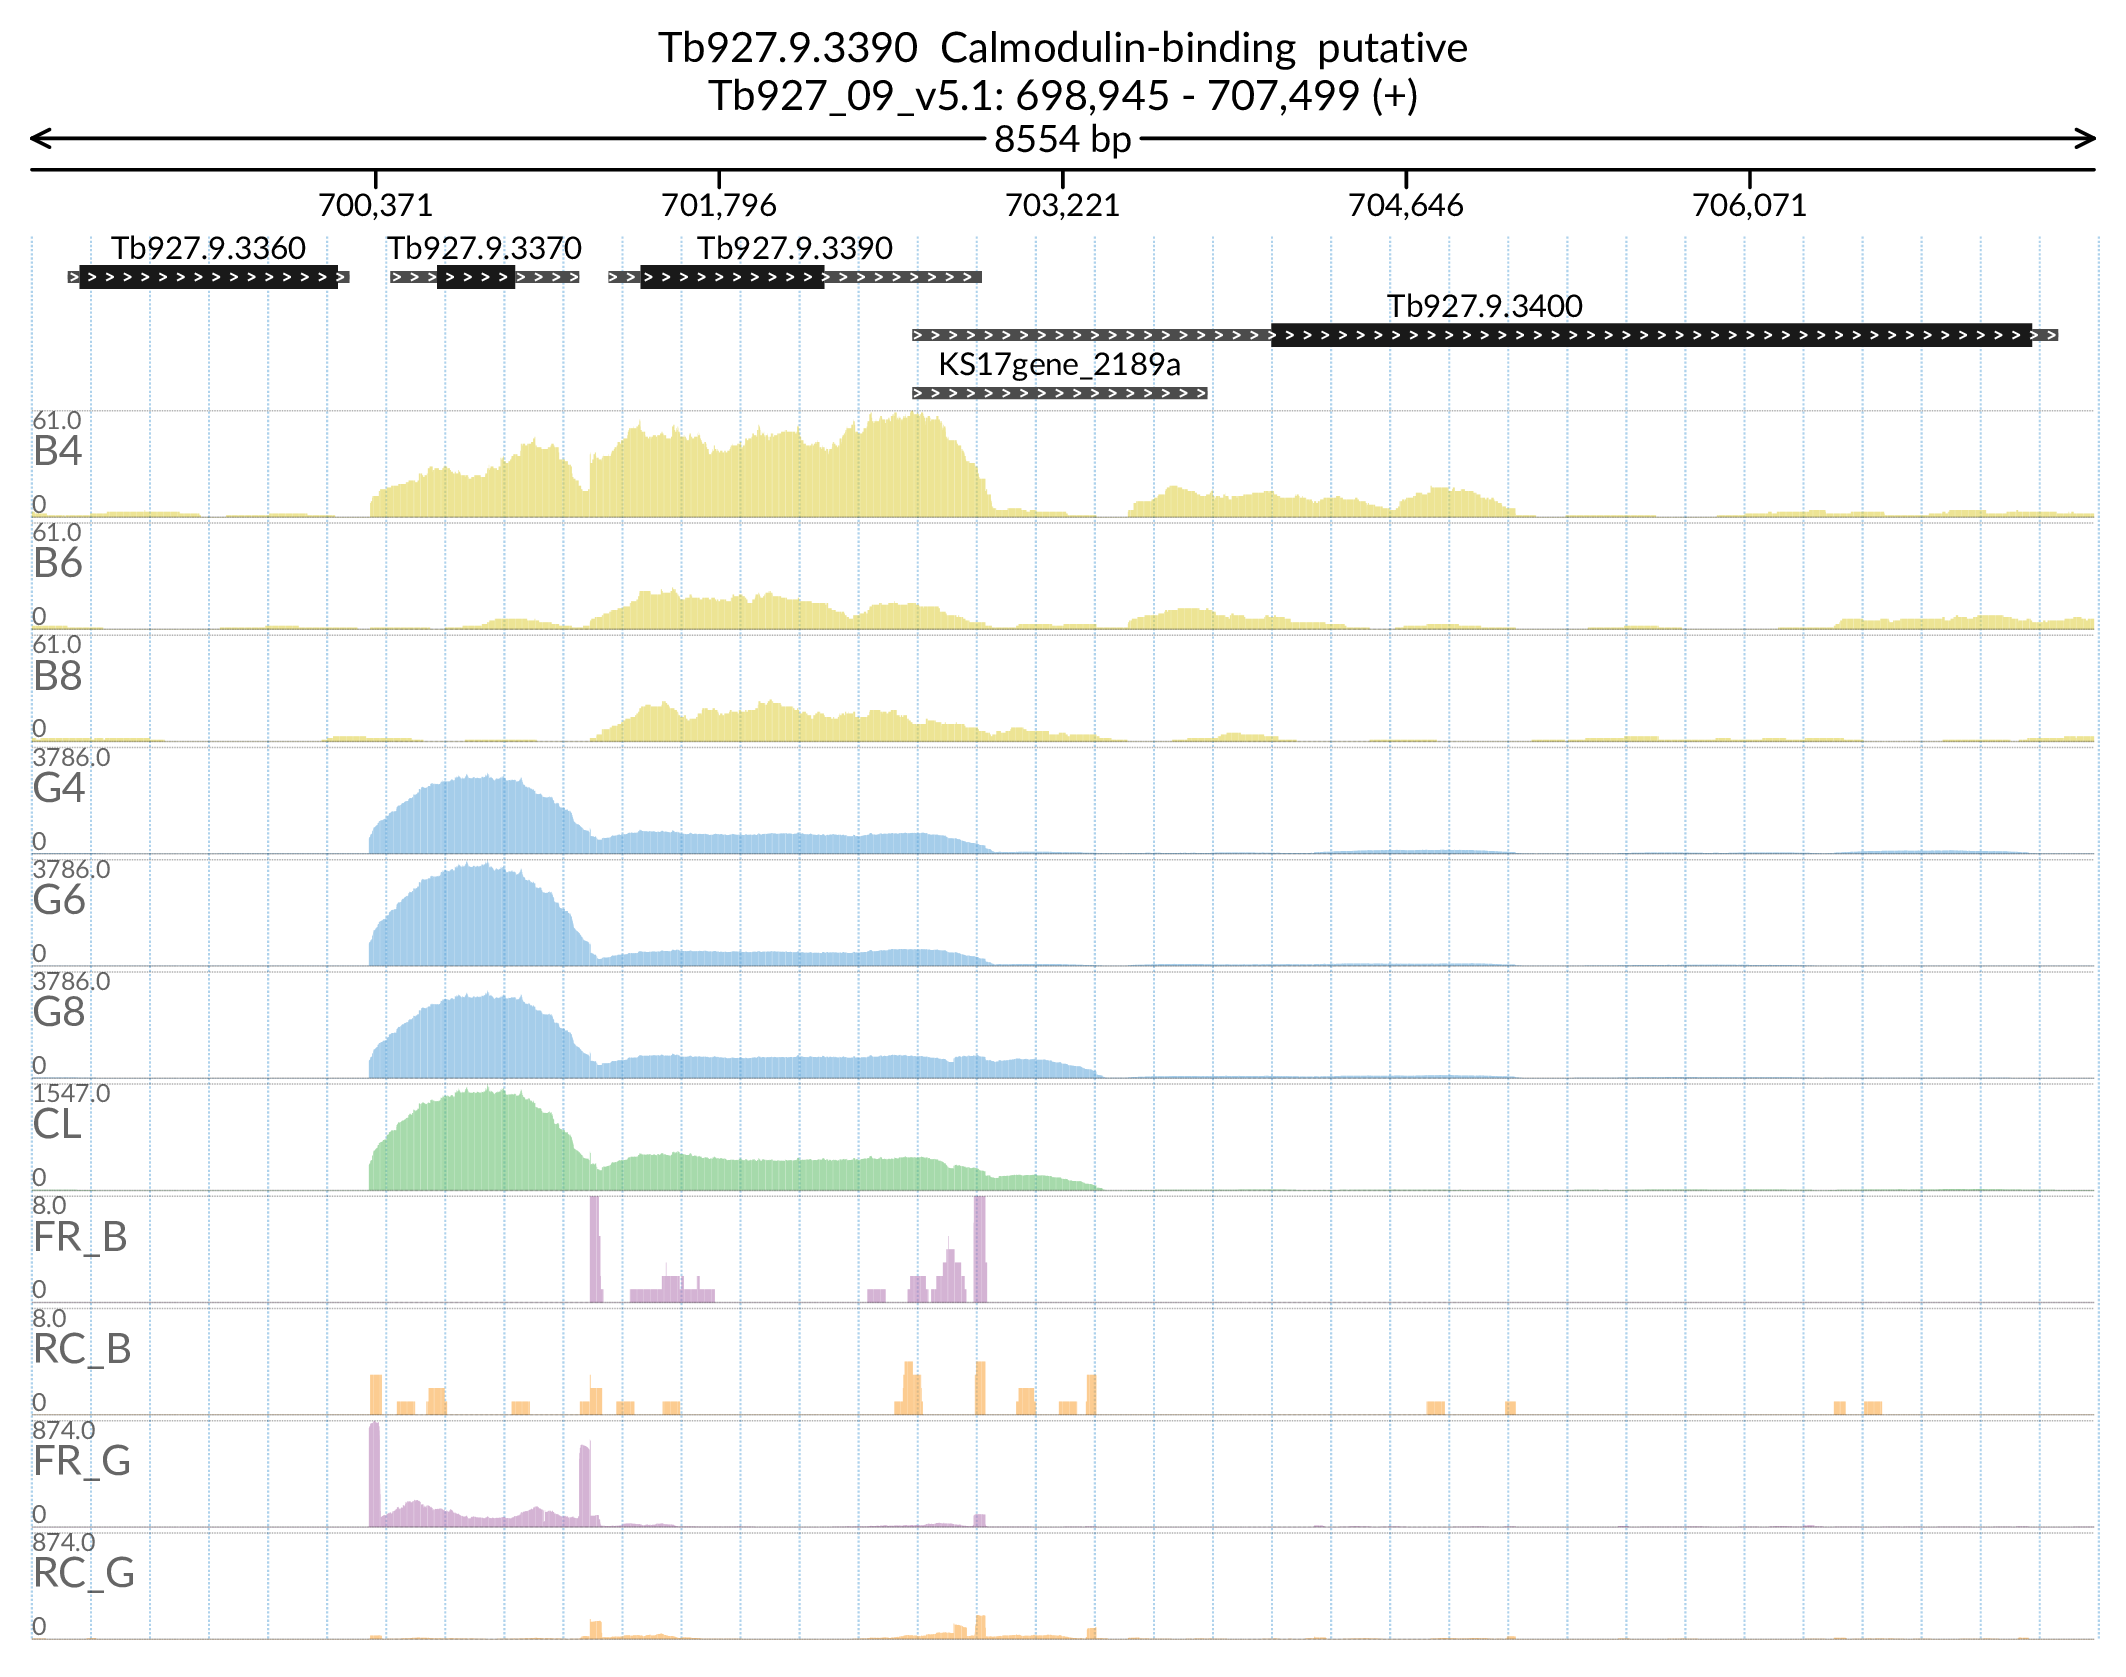 Tb927.9.3390 Calmodulin-binding putative
Tb927_09_v5.1: 698,945 - 707,499 (+)
8554 bp
700,371 701,796 703,221 704,646 706,071
Tb927.9.3360 Tb927.9.3370 Tb927.9.3390
Tb927.9.3400
KS17gene_2189a
61.0
B4
0
61.0
B6
0
61.0
B8
0
3786.0
G4
0
3786.0
G6
0
3786.0
G8
0
1547.0
CL
0
8.0
FR_B
0
8.0
RC_B
0
874.0
FR_G
0
874.0
RC_G
0